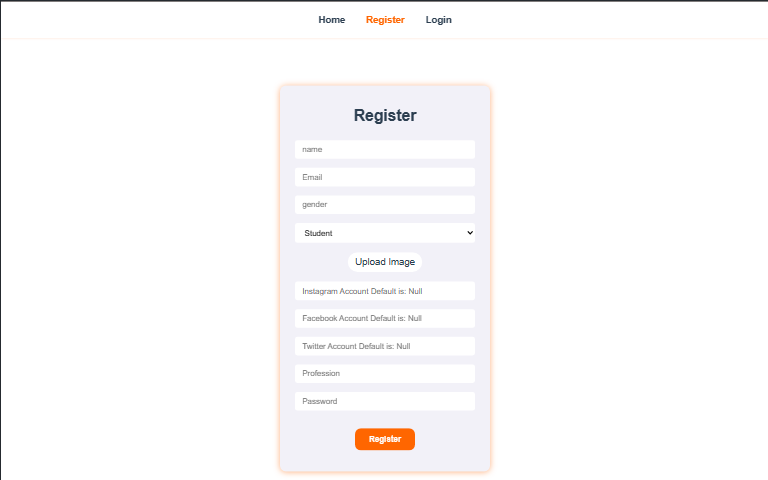 Home Register Login
Register
name
Email
gender
Student
Upload Image
Instagram Account Default is: Null
Facebook Account Default is: Null
Twitter Account Default is: Null
Profession
Password
Register